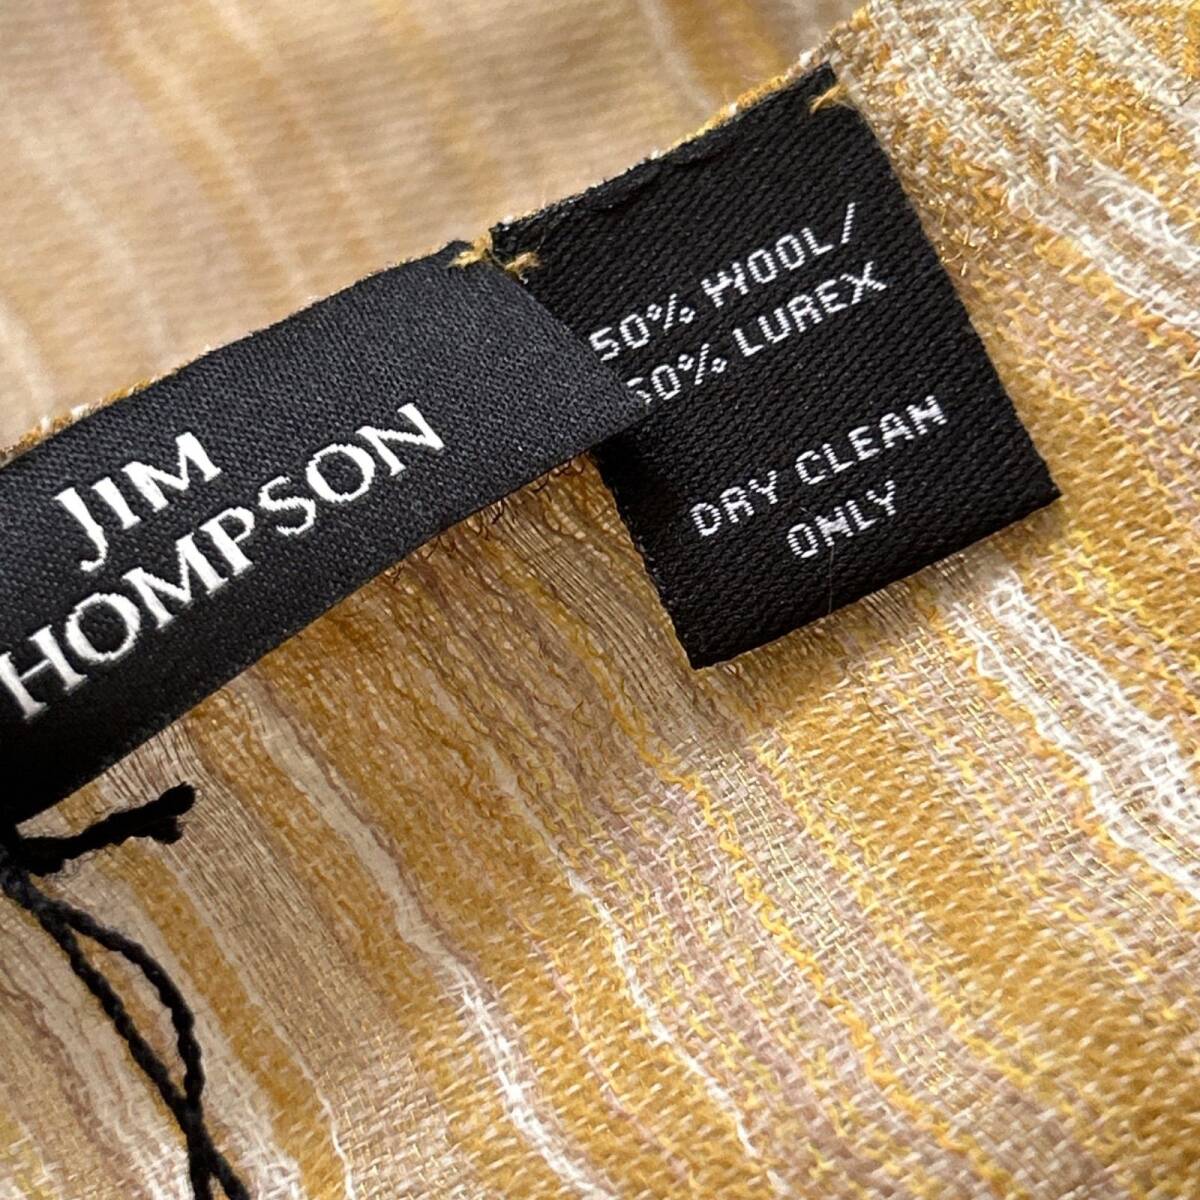 JIM
HOMPSON
50% WOOL/
50% LUREX
DRY CLEAN
ONLY